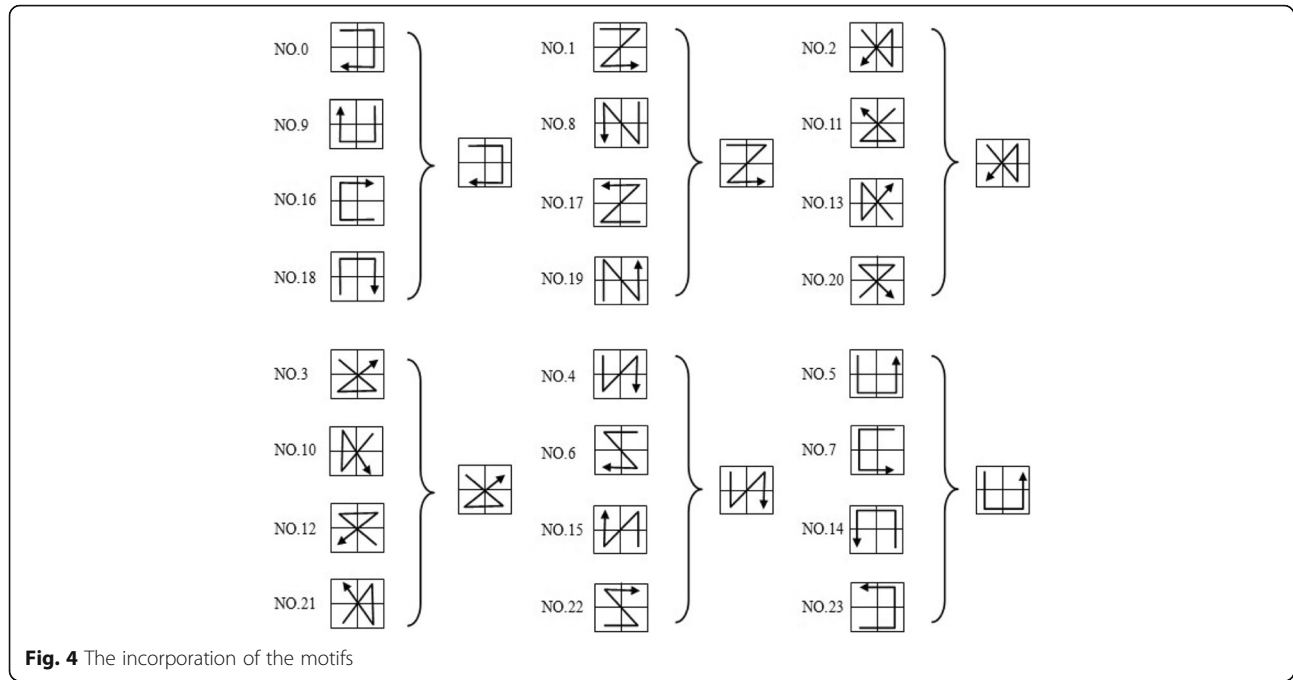 NO.0 NO.1 NO.2
NO.9 NO.8 NO.11
NO.16 NO.17 NO.13
NO.18 NO.19 NO.20
NO.3 NO.4 NO.5
NO.10 NO.6 NO.7
NO.12 NO.15 NO.14
NO.21 NO.22 NO.23
Fig. 4 The incorporation of the motifs